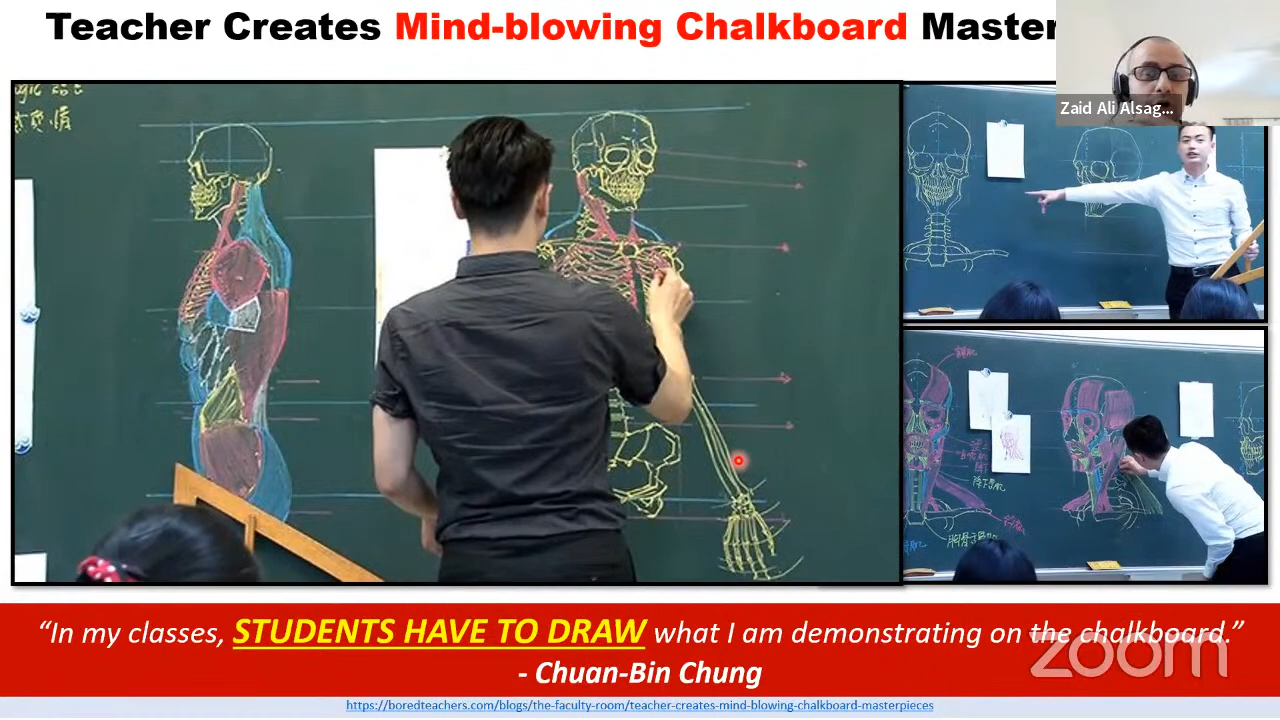 Teacher Creates Mind-blowing Chalkboard Master
Zaid Ali Alsag...
“In my classes, STUDENTS HAVE TO DRAW what I am demonstrating on the chalkboard.”
- Chuan-Bin Chung
zoom
https://boredteachers.com/blogs/the-faculty-room/teacher-creates-mind-blowing-chalkboard-masterpieces